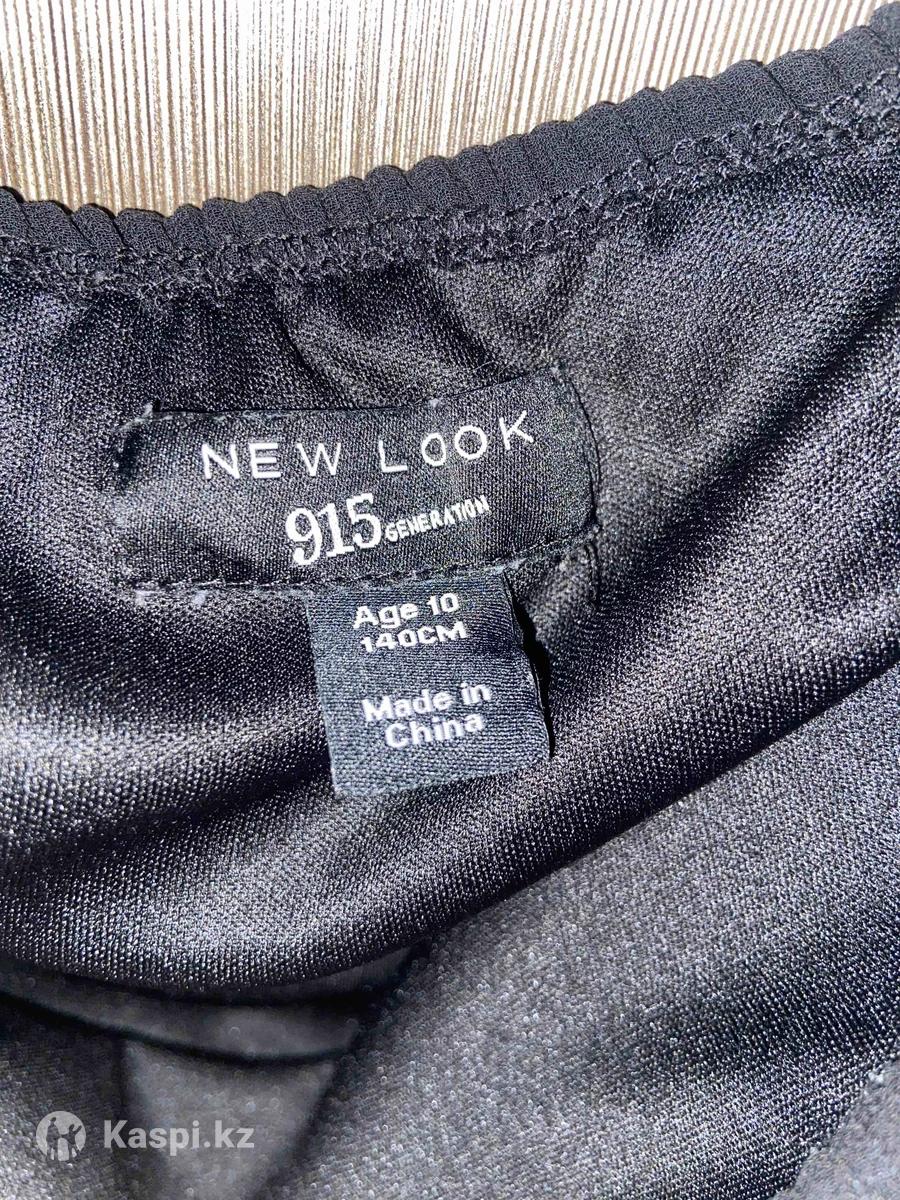 NEW LOOK
915 GENERATION
Age 10
140CM
Made in
China
Kaspi.kz